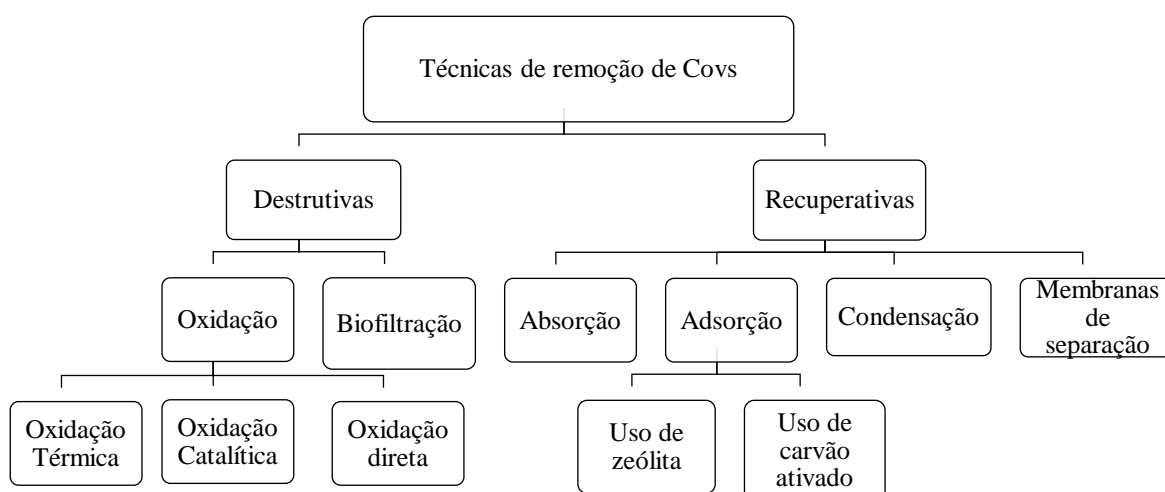 Técnicas de remoção de Covs
Destrutivas
Recuperativas
Oxidação
Biofiltração
Absorção
Adsorção
Condensação
Membranas
de
separação
Oxidação
Térmica
Oxidação
Catalítica
Oxidação
direta
Uso de
zeólita
Uso de
carvão
ativado